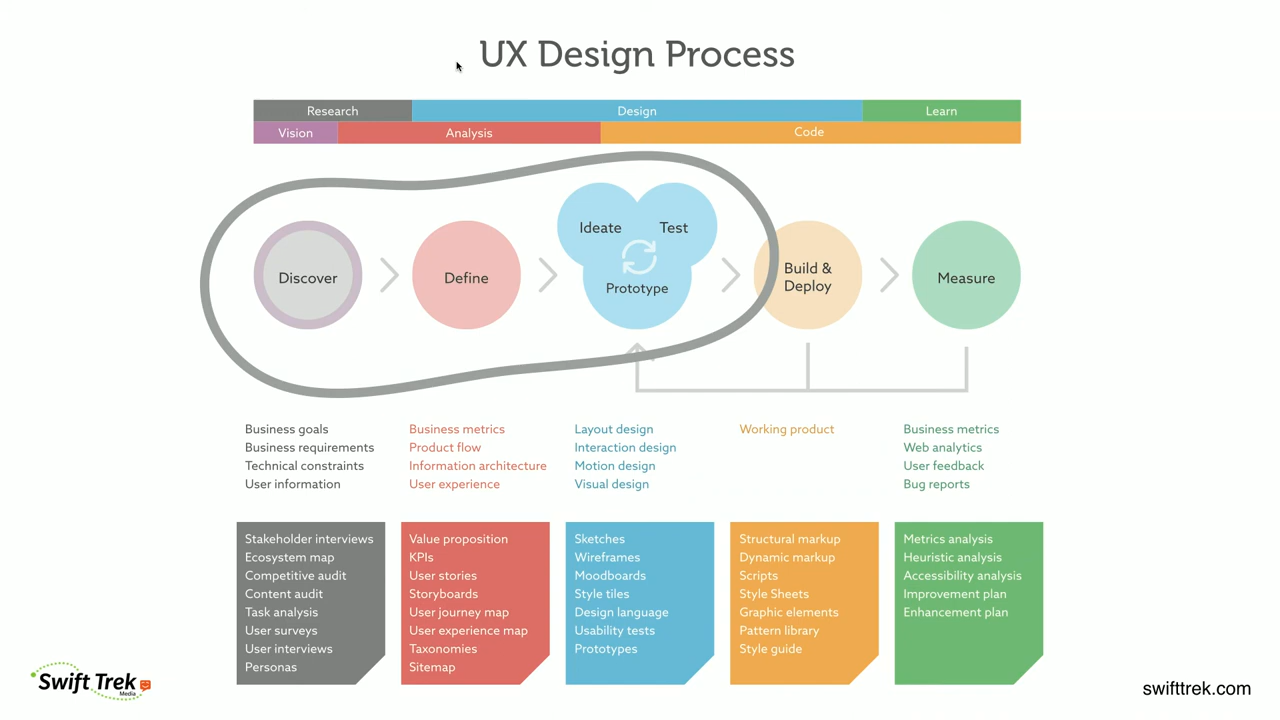 UX Design Process
Research
Design
Learn
Vision
Analysis
Code
Discover
Define
Ideate
Test
Prototype
Build &
Deploy
Measure
Business goals
Business requirements
Technical constraints
User information
Business metrics
Product flow
Information architecture
User experience
Layout design
Interaction design
Motion design
Visual design
Working product
Business metrics
Web analytics
User feedback
Bug reports
Stakeholder interviews
Ecosystem map
Competitive audit
Content audit
Task analysis
User surveys
User interviews
Personas
Value proposition
KPIs
User stories
Storyboards
User journey map
User experience map
Taxonomies
Sitemap
Sketches
Wireframes
Moodboards
Style tiles
Design language
Usability tests
Prototypes
Structural markup
Dynamic markup
Scripts
Style Sheets
Graphic elements
Pattern library
Style guide
Metrics analysis
Heuristic analysis
Accessibility analysis
Improvement plan
Enhancement plan
Swift Trek
Media
swifttrek.com